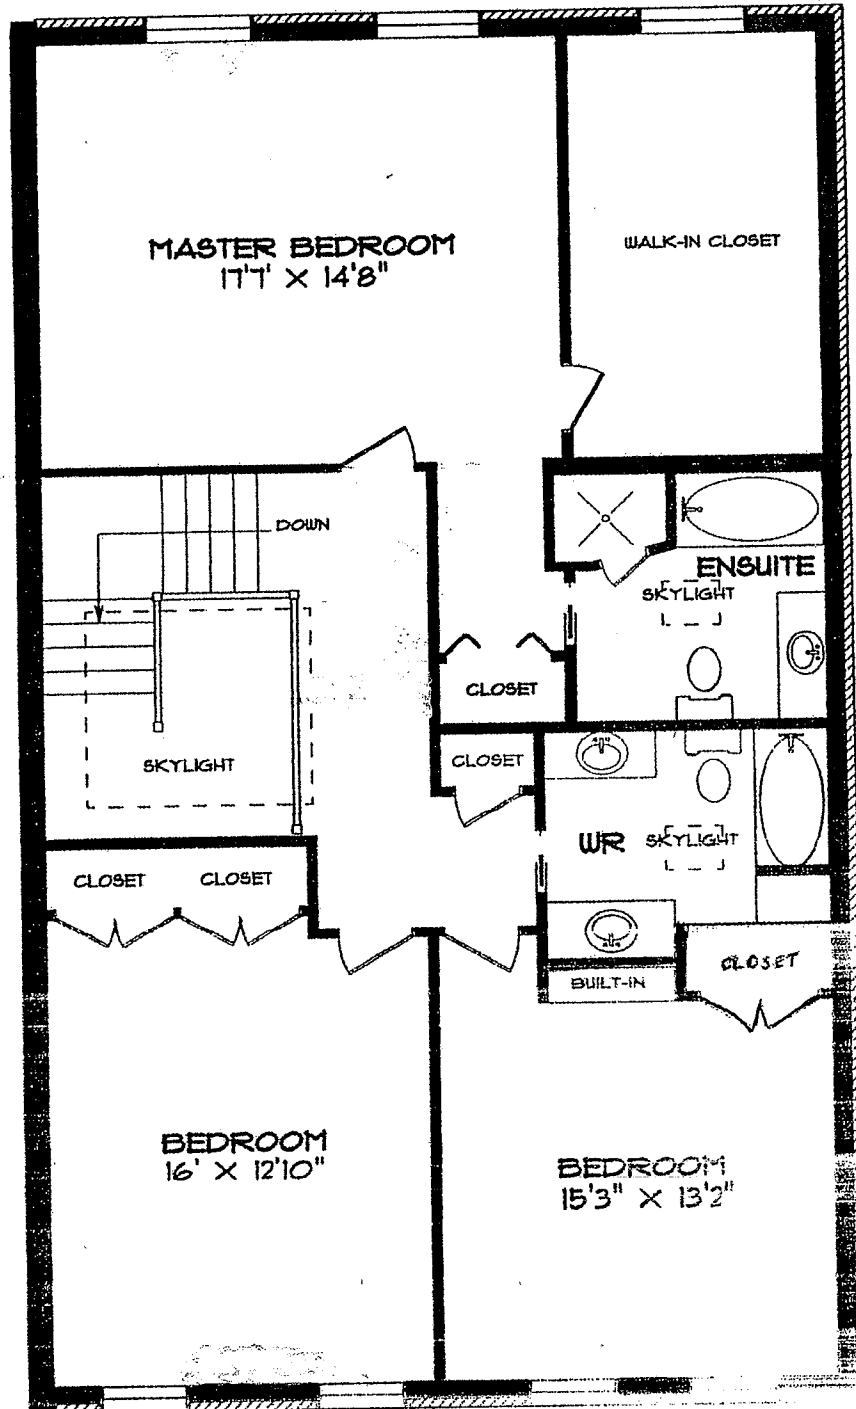 MASTER BEDROOM
17'7' X 14'8"
WALK-IN CLOSET
DOWN
ENSUITE
SKYLIGHT
CLOSET
SKYLIGHT
CLOSET
WR
SKYLIGHT
CLOSET
CLOSET
CLOSET
BUILT-IN
BEDROOM
16' X 12'10"
BEDROOM
15'3" X 13'2"